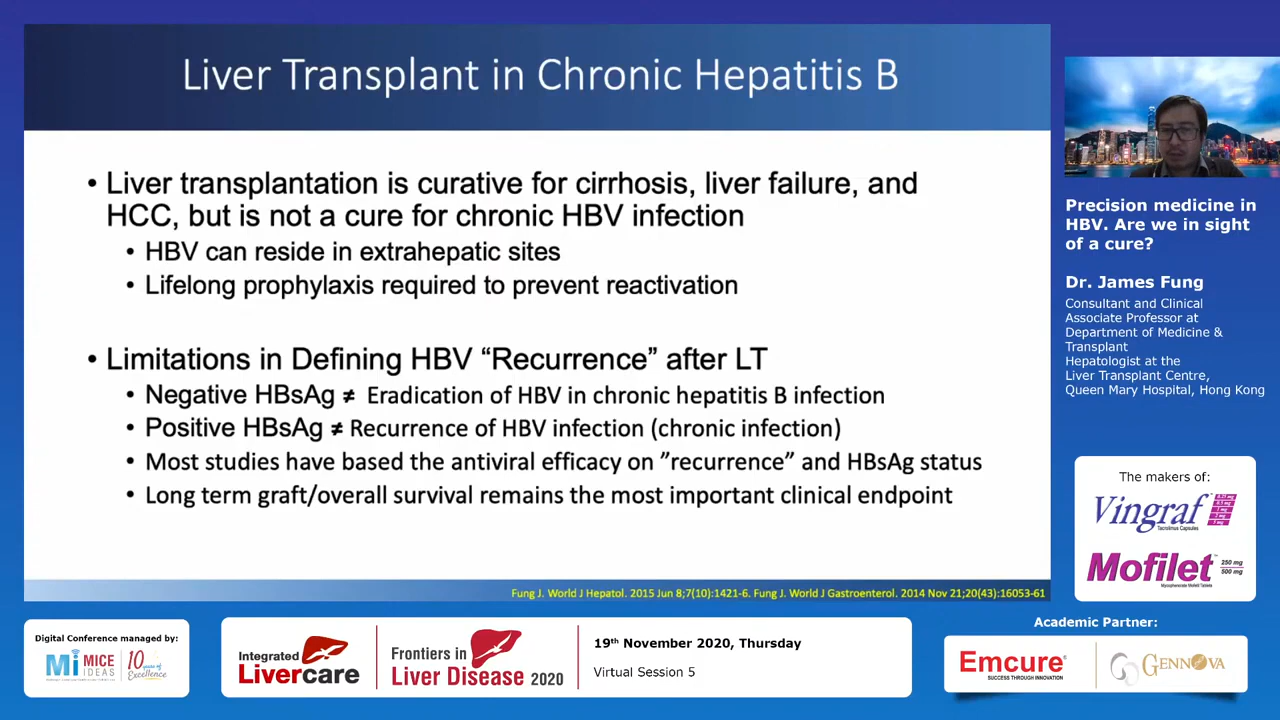 Liver Transplant in Chronic Hepatitis B
• Liver transplantation is curative for cirrhosis, liver failure, and
HCC, but is not a cure for chronic HBV infection
• HBV can reside in extrahepatic sites
• Lifelong prophylaxis required to prevent reactivation
• Limitations in Defining HBV “Recurrence” after LT
• Negative HBsAg ≠ Eradication of HBV in chronic hepatitis B infection
• Positive HBsAg ≠ Recurrence of HBV infection (chronic infection)
• Most studies have based the antiviral efficacy on ”recurrence” and HBsAg status
• Long term graft/overall survival remains the most important clinical endpoint
Fung J. World J Hepatol. 2015 Jun 8;7(10):1421-6. Fung J. World J Gastroenterol. 2014 Nov 21;20(43):16053-61
Precision medicine in
HBV. Are we in sight
of a cure?
Dr. James Fung
Consultant and Clinical
Associate Professor at
Department of Medicine &
Transplant
Hepatologist at the
Liver Transplant Centre,
Queen Mary Hospital, Hong Kong
The makers of:
Vingraf™
Tacrolimus Capsules
Mofilet
250 mg
500 mg
Mycophenolate Mofetil Tablets
Digital Conference managed by:
Mi MICE
IDEAS
10 years of
Excellence
Integrated
Livercare
Frontiers in
Liver Disease 2020
19th November 2020, Thursday
Virtual Session 5
Academic Partner:
Emcure®
SUCCESS THROUGH INNOVATION
GENNOVA